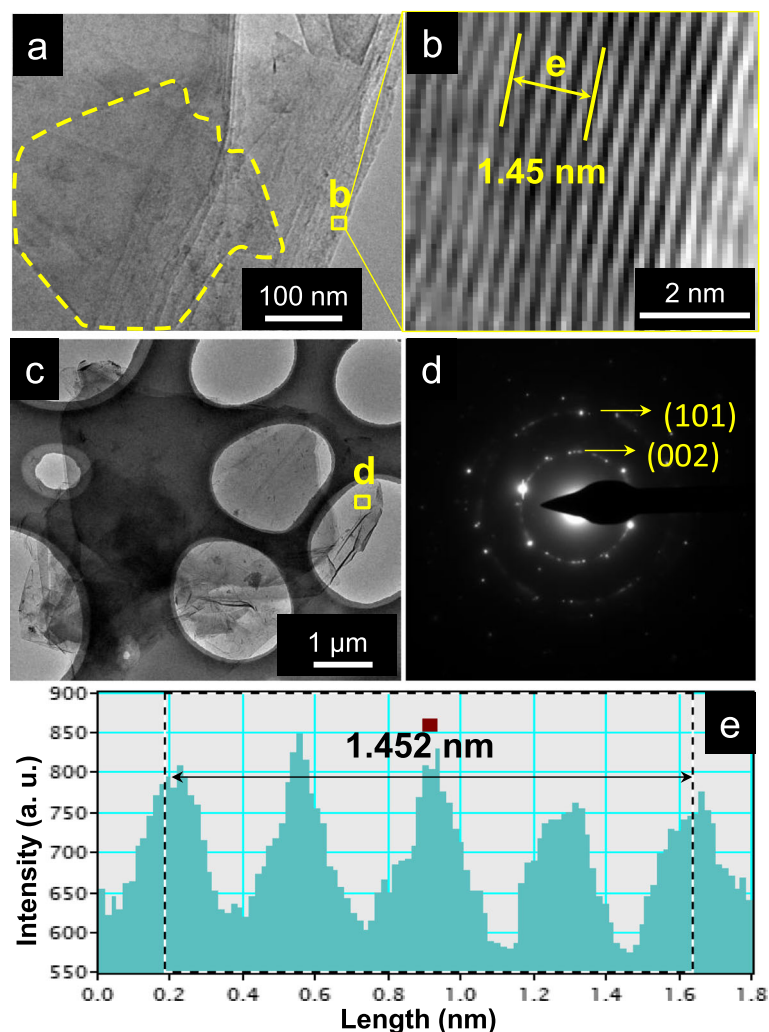 a
b
100 nm
b
e
1.45 nm
2 nm
c
d
1 µm
d
(101)
(002)
900
850
800
750
700
650
600
550
e
1.452 nm
Intensity (a. u.)
0.0 0.2 0.4 0.6 0.8 1.0 1.2 1.4 1.6 1.8
Length (nm)